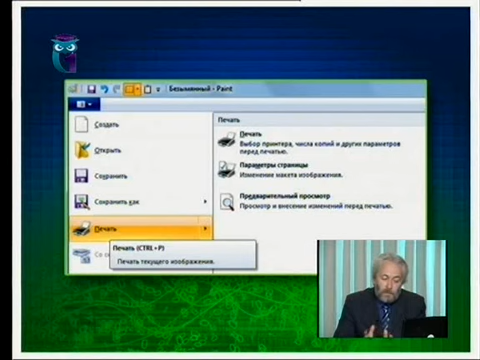 Безымянный - Paint
Создать
Открыть
Сохранить
Сохранить как
Печать
Печать (CTRL+P)
Печать текущего изображения.
Печать
Печать
Выбор принтера, числа копий и других параметров
перед печатью.
Параметры страницы
Изменение макета изображения.
Предварительный просмотр
Просмотр и внесение изменений перед печатью.